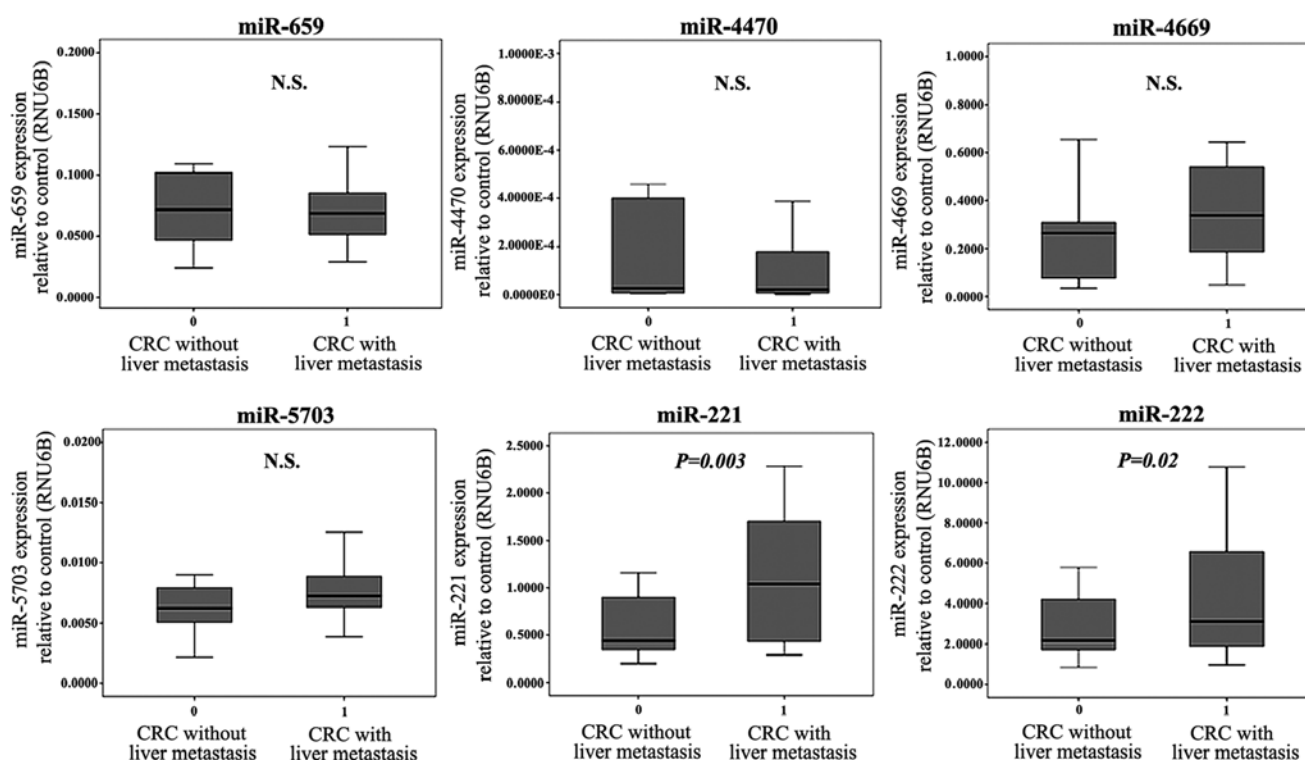 miR-659
miR-659 expression
relative to control (RNU6B)
0.2000
0.1500
0.1000
0.0500
0.0000
N.S.
0
1
CRC without
liver metastasis
CRC with
liver metastasis
miR-4470
miR-4470 expression
relative to control (RNU6B)
1.0000E-3
8.0000E-4
6.0000E-4
4.0000E-4
2.0000E-4
0.0000E0
N.S.
0
1
CRC without
liver metastasis
CRC with
liver metastasis
miR-4669
miR-4669 expression
relative to control (RNU6B)
1.0000
0.8000
0.6000
0.4000
0.2000
0.0000
N.S.
0
1
CRC without
liver metastasis
CRC with
liver metastasis
miR-5703
miR-5703 expression
relative to control (RNU6B)
0.0200
0.0150
0.0100
0.0050
0.0000
N.S.
0
1
CRC without
liver metastasis
CRC with
liver metastasis
miR-221
miR-221 expression
relative to control (RNU6B)
2.5000
2.0000
1.5000
1.0000
0.5000
0.0000
P=0.003
0
1
CRC without
liver metastasis
CRC with
liver metastasis
miR-222
miR-222 expression
relative to control (RNU6B)
12.0000
10.0000
8.0000
6.0000
4.0000
2.0000
0.0000
P=0.02
0
1
CRC without
liver metastasis
CRC with
liver metastasis